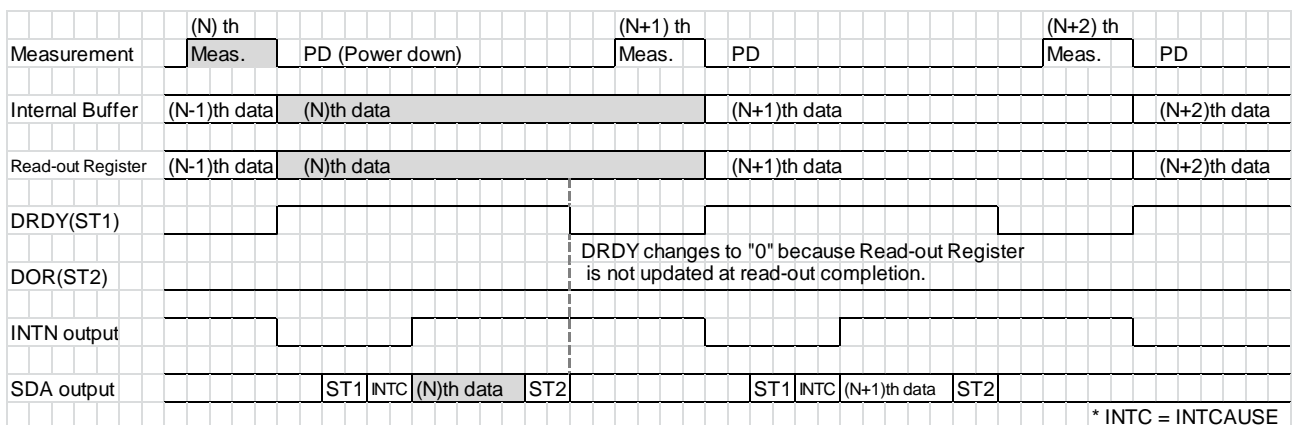 (N) th (N+1) th (N+2) th
Measurement Meas. PD (Power down) Meas. PD Meas. PD
Internal Buffer (N-1)th data (N)th data (N+1)th data (N+2)th data
Read-out Register (N-1)th data (N)th data (N+1)th data (N+2)th data
DRDY(ST1)
DRDY changes to "0" because Read-out Register
DOR(ST2) is not updated at read-out completion.
INTN output
SDA output ST1 INTC (N)th data ST2 ST1 INTC (N+1)th data ST2
* INTC = INTCAUSE